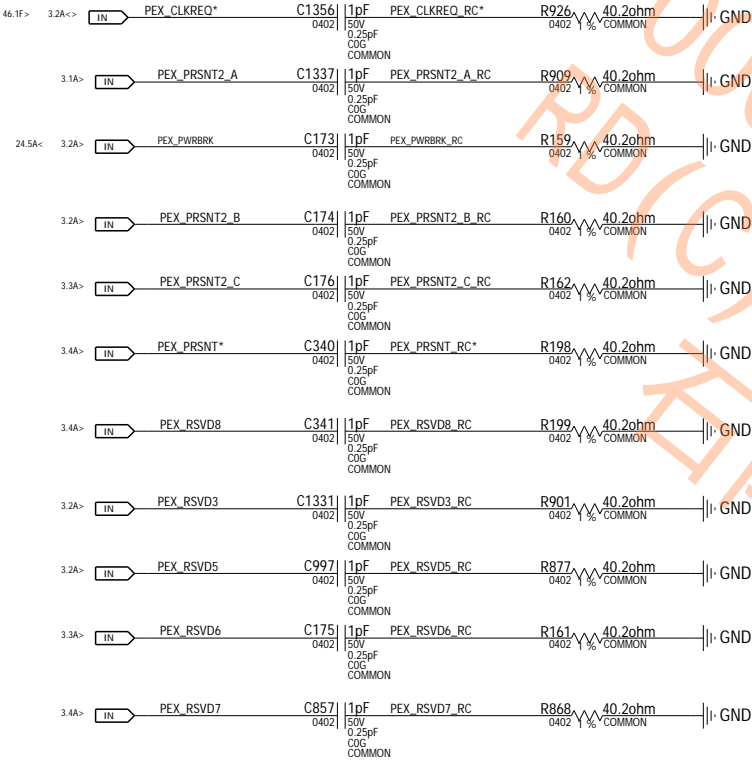 46.1F> 3.2A<> IN PEX_CLKREQ* C1356 1pF PEX_CLKREQ_RC* R926 40.2ohm GND
0402 50V 0402 1 % COMMON
0.25pF
C0G
COMMON
3.1A> IN PEX_PRSNT2_A C1337 1pF PEX_PRSNT2_A_RC R909 40.2ohm GND
0402 50V 0402 1 % COMMON
0.25pF
C0G
COMMON
24.5A< 3.2A> IN PEX_PWRBRK C173 1pF PEX_PWRBRK_RC R159 40.2ohm GND
0402 50V 0402 1 % COMMON
0.25pF
C0G
COMMON
3.2A> IN PEX_PRSNT2_B C174 1pF PEX_PRSNT2_B_RC R160 40.2ohm GND
0402 50V 0402 1 % COMMON
0.25pF
C0G
COMMON
3.3A> IN PEX_PRSNT2_C C176 1pF PEX_PRSNT2_C_RC R162 40.2ohm GND
0402 50V 0402 1 % COMMON
0.25pF
C0G
COMMON
3.4A> IN PEX_PRSNT* C340 1pF PEX_PRSNT_RC* R198 40.2ohm GND
0402 50V 0402 1 % COMMON
0.25pF
C0G
COMMON
3.4A> IN PEX_RSVD8 C341 1pF PEX_RSVD8_RC R199 40.2ohm GND
0402 50V 0402 1 % COMMON
0.25pF
C0G
COMMON
3.2A> IN PEX_RSVD3 C1331 1pF PEX_RSVD3_RC R901 40.2ohm GND
0402 50V 0402 1 % COMMON
0.25pF
C0G
COMMON
3.2A> IN PEX_RSVD5 C997 1pF PEX_RSVD5_RC R877 40.2ohm GND
0402 50V 0402 1 % COMMON
0.25pF
C0G
COMMON
3.3A> IN PEX_RSVD6 C175 1pF PEX_RSVD6_RC R161 40.2ohm GND
0402 50V 0402 1 % COMMON
0.25pF
C0G
COMMON
3.4A> IN PEX_RSVD7 C857 1pF PEX_RSVD7_RC R868 40.2ohm GND
0402 50V 0402 1 % COMMON
0.25pF
C0G
COMMON
RD(C)